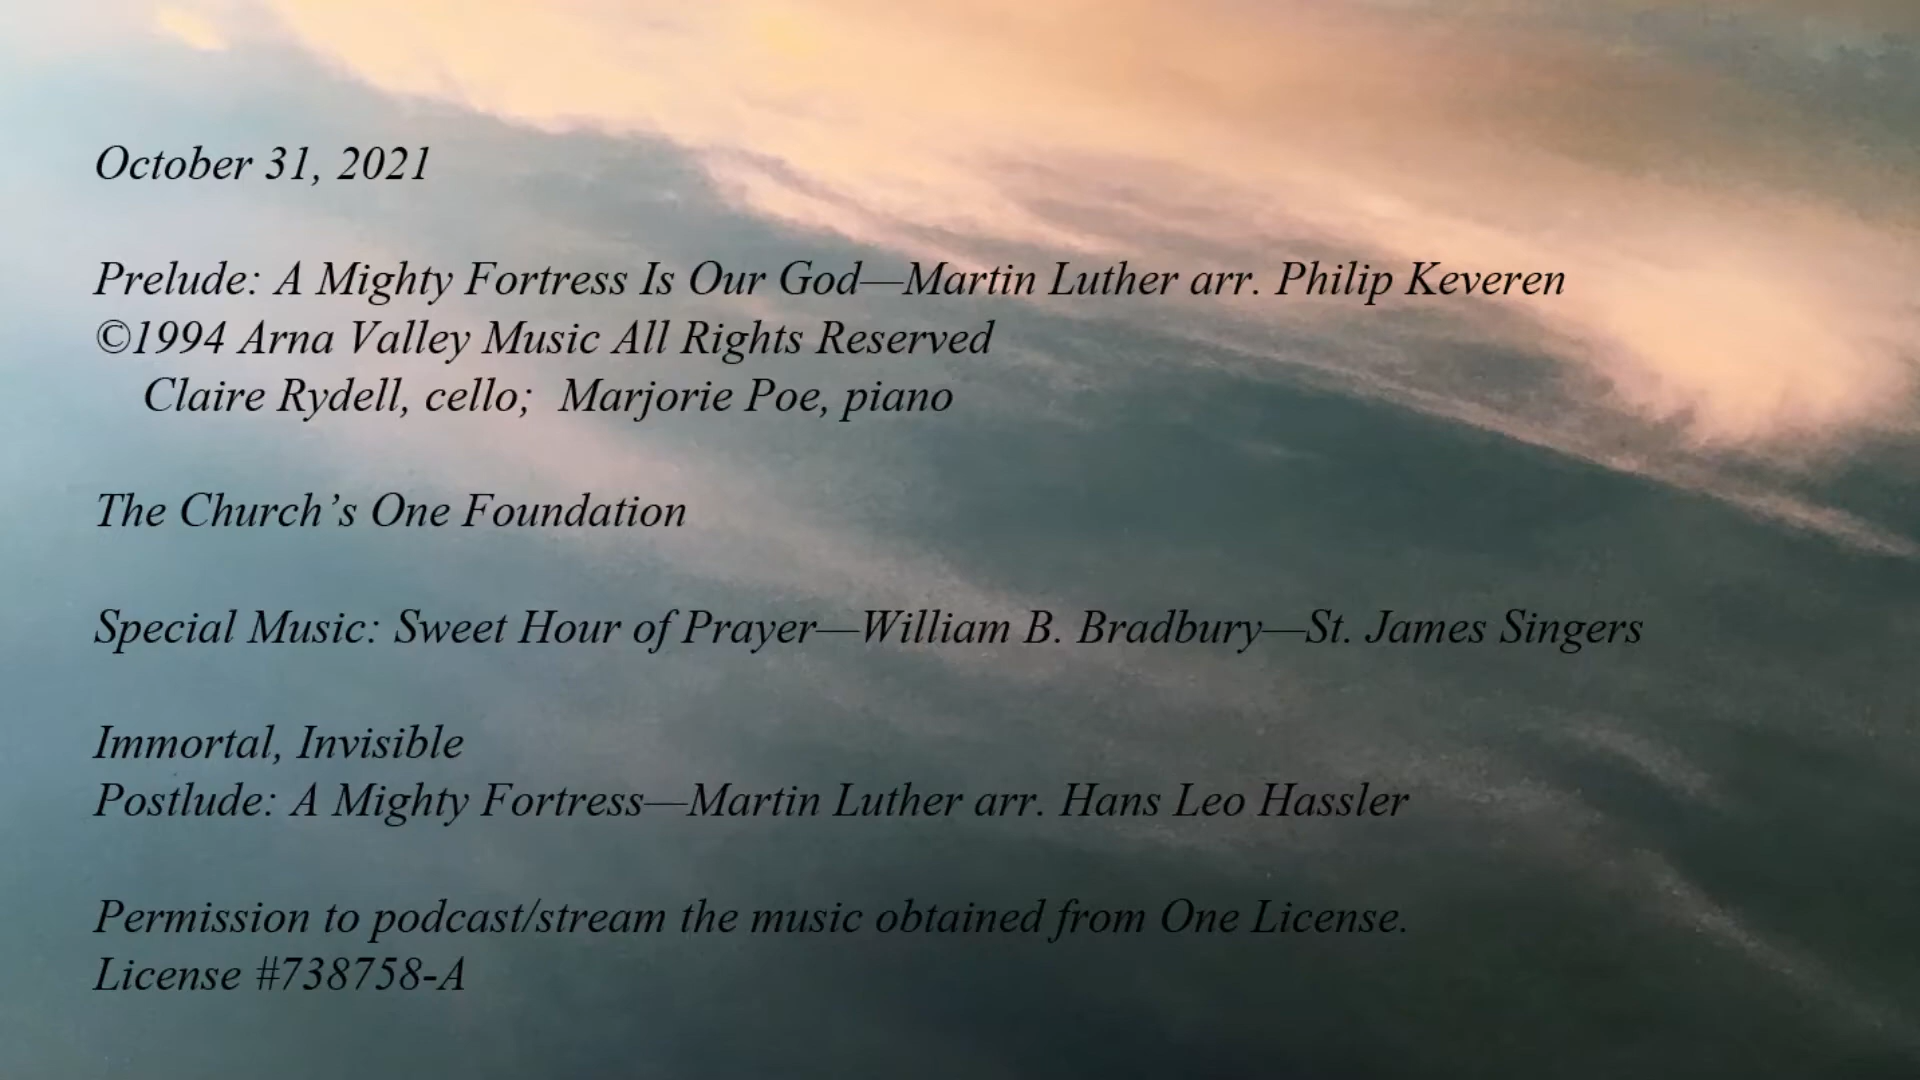 October 31, 2021
Prelude: A Mighty Fortress Is Our God—Martin Luther arr. Philip Keveren
©1994 Arna Valley Music All Rights Reserved
Claire Rydell, cello;  Marjorie Poe, piano
The Church’s One Foundation
Special Music: Sweet Hour of Prayer—William B. Bradbury—St. James Singers
Immortal, Invisible
Postlude: A Mighty Fortress—Martin Luther arr. Hans Leo Hassler
Permission to podcast/stream the music obtained from One License.
License #738758-A